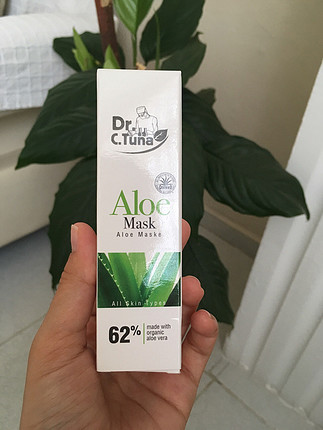 Dr.
C.Tuna
Aloe
Mask
Aloe Maske
All Skin Types
62%
made with
organic
aloe vera